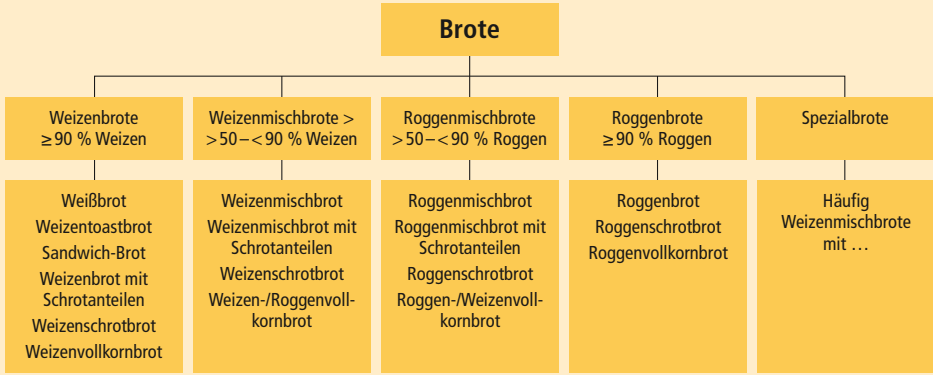 Brote
Weizenbrote
≥90 % Weizen
Weizenmischbrote >
>50–<90 % Weizen
Roggenmischbrote
>50–<90 % Roggen
Roggenbrote
≥90 % Roggen
Spezialbrote
Weißbrot
Weizentoastbrot
Sandwich-Brot
Weizenbrot mit
Schrotanteilen
Weizenschrotbrot
Weizenvollkornbrot
Weizenmischbrot
Weizenmischbrot mit
Schrotanteilen
Weizenschrotbrot
Weizen-/Roggenvoll-
kornbrot
Roggenmischbrot
Roggenmischbrot mit
Schrotanteilen
Roggenschrotbrot
Roggen-/Weizenvoll-
kornbrot
Roggenbrot
Roggenschrotbrot
Roggenvollkornbrot
Häufig
Weizenmischbrote
mit …